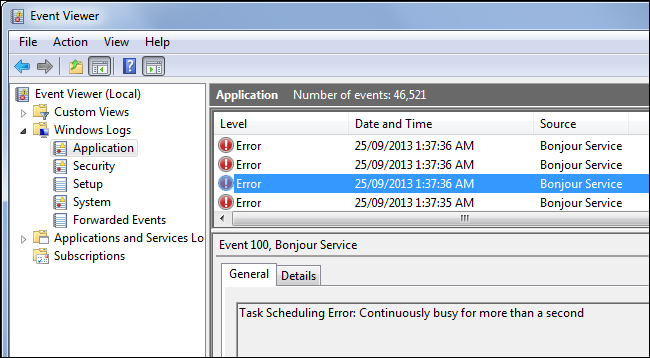 Event Viewer
File Action View Help
Event Viewer (Local)
Custom Views
Windows Logs
Application
Security
Setup
System
Forwarded Events
Applications and Services Lo
Subscriptions
Application Number of events: 46,521
Level Date and Time Source
Error 25/09/2013 1:37:36 AM Bonjour Service
Error 25/09/2013 1:37:36 AM Bonjour Service
Error 25/09/2013 1:37:36 AM Bonjour Service
Error 25/09/2013 1:37:35 AM Bonjour Service
Event 100, Bonjour Service
General Details
Task Scheduling Error: Continuously busy for more than a second